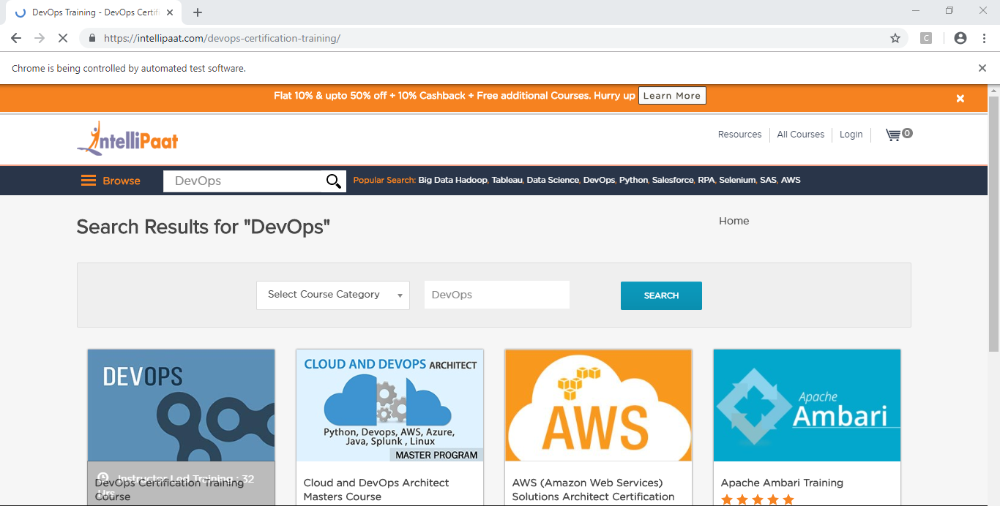 DevOps Training - DevOps Certifi
https://intellipaat.com/devops-certification-training/
C
Chrome is being controlled by automated test software.
Flat 10% & upto 50% off + 10% Cashback + Free additional Courses. Hurry up Learn More
IntelliPaat
Resources All Courses Login 0
Browse DevOps Popular Search: Big Data Hadoop, Tableau, Data Science, DevOps, Python, Salesforce, RPA, Selenium, SAS, AWS
Search Results for "DevOps" Home
Select Course Category DevOps SEARCH
DEVOPS
Instructor Led Training : 32
Hrs
DevOps Certification Training
Course
CLOUD AND DEVOPS ARCHITECT
Python, Devops, AWS, Azure,
Java, Splunk , Linux
MASTER PROGRAM
Cloud and DevOps Architect
Masters Course
AWS
AWS (Amazon Web Services)
Solutions Architect Certification
Apache
Ambari
Apache Ambari Training